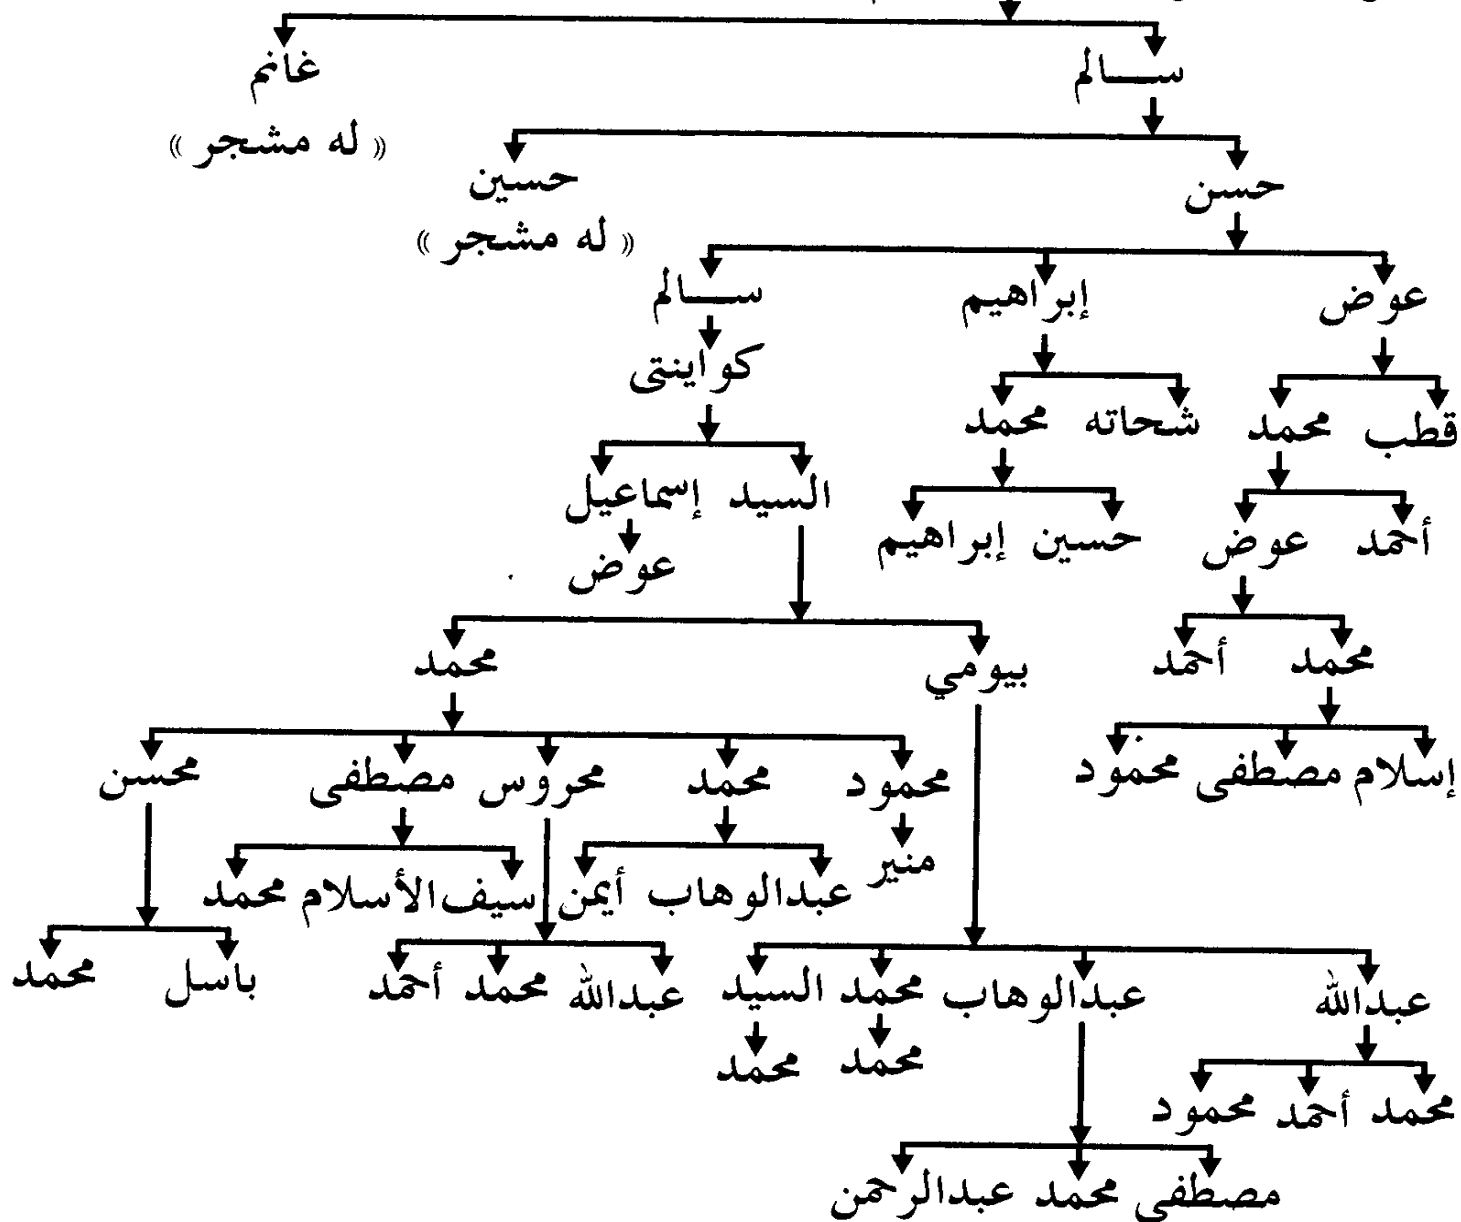 سالم غانم
« له مشجر »
حسن حسين
« له مشجر »
عوض إبراهيم سالم
كواينتى
قطب محمد شحاته محمد
السيد إسماعيل
أحمد عوض حسين إبراهيم
عوض
محمد أحمد بيومي محمد
إسلام مصطفى محمود محمود محمد محروس مصطفى محسن
منير
عبدالوهاب أيمن سيف الأسلام محمد
عبدالله عبدالوهاب محمد السيد عبدالله محمد أحمد باسل محمد
محمد محمد
محمد أحمد محمود
مصطفى محمد عبدالرحمن